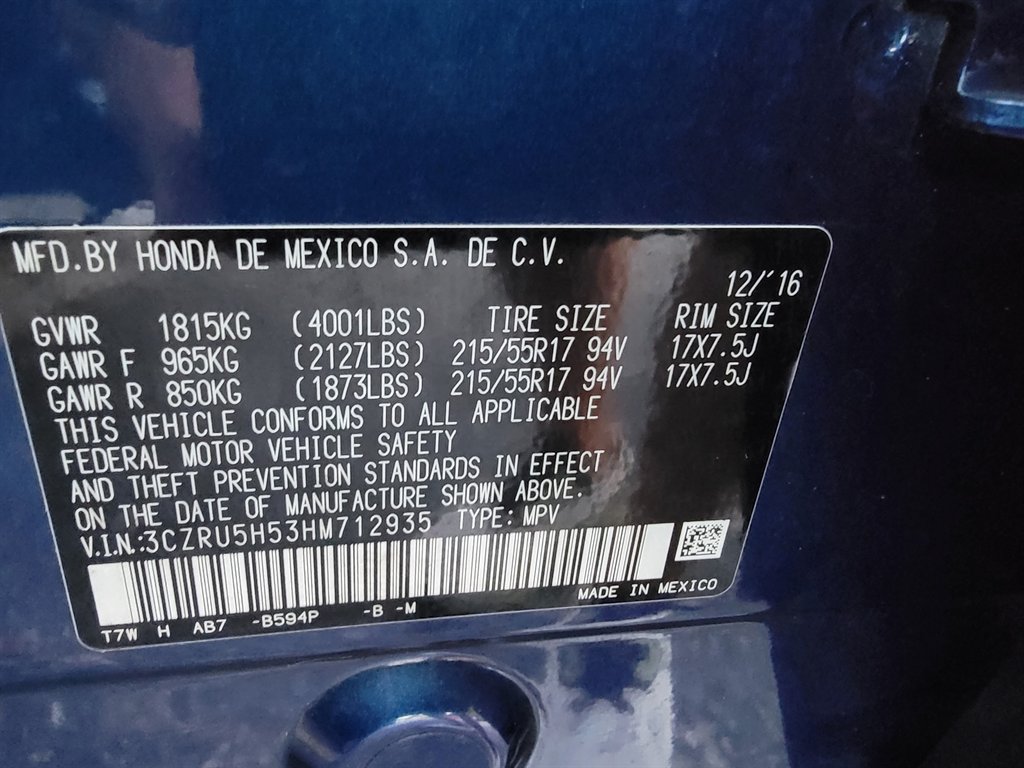 MFD.BY HONDA DE MEXICO S.A. DE C.V.
12/'16
GVWR 1815KG (4001LBS) TIRE SIZE RIM SIZE
GAWR F 965KG (2127LBS) 215/55R17 94V 17X7.5J
GAWR R 850KG (1873LBS) 215/55R17 94V 17X7.5J
THIS VEHICLE CONFORMS TO ALL APPLICABLE
FEDERAL MOTOR VEHICLE SAFETY
AND THEFT PREVENTION STANDARDS IN EFFECT
ON THE DATE OF MANUFACTURE SHOWN ABOVE.
V.I.N.:3CZRU5H53HM712935 TYPE: MPV
MADE IN MEXICO
T7W H AB7 -B594P -B -M